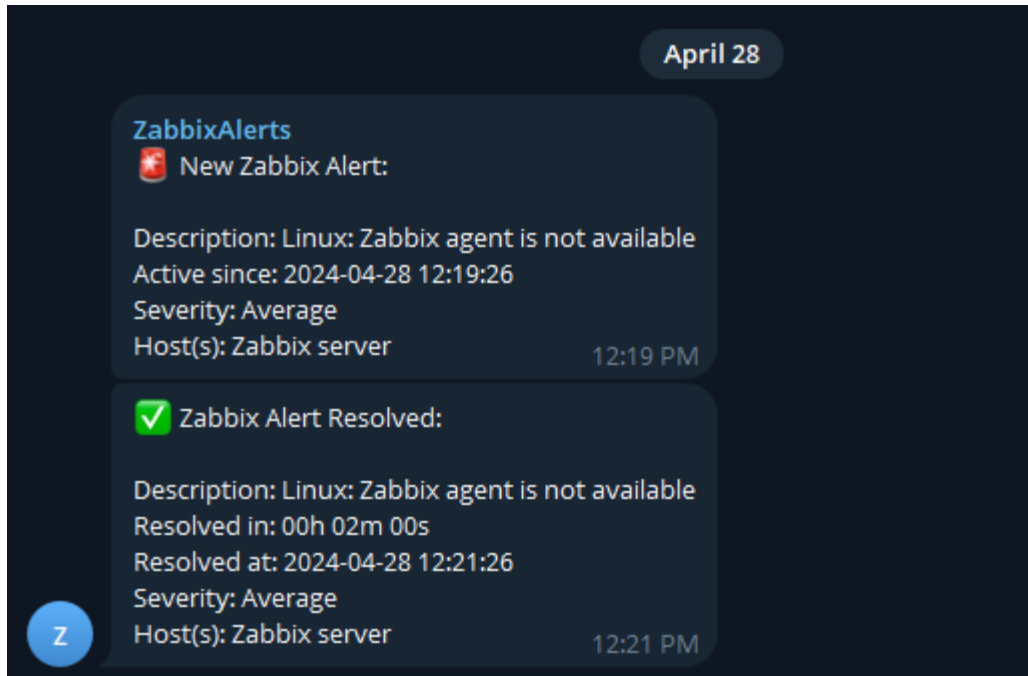 April 28
ZabbixAlerts
🚨 New Zabbix Alert:
Description: Linux: Zabbix agent is not available
Active since: 2024-04-28 12:19:26
Severity: Average
Host(s): Zabbix server
12:19 PM
✅ Zabbix Alert Resolved:
Description: Linux: Zabbix agent is not available
Resolved in: 00h 02m 00s
Resolved at: 2024-04-28 12:21:26
Severity: Average
Host(s): Zabbix server
12:21 PM
Z